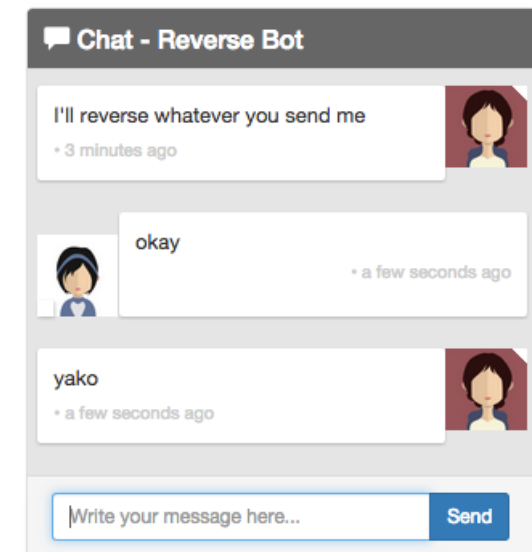 Chat - Reverse Bot
I'll reverse whatever you send me
• 3 minutes ago
okay
• a few seconds ago
yako
• a few seconds ago
Write your message here...
Send